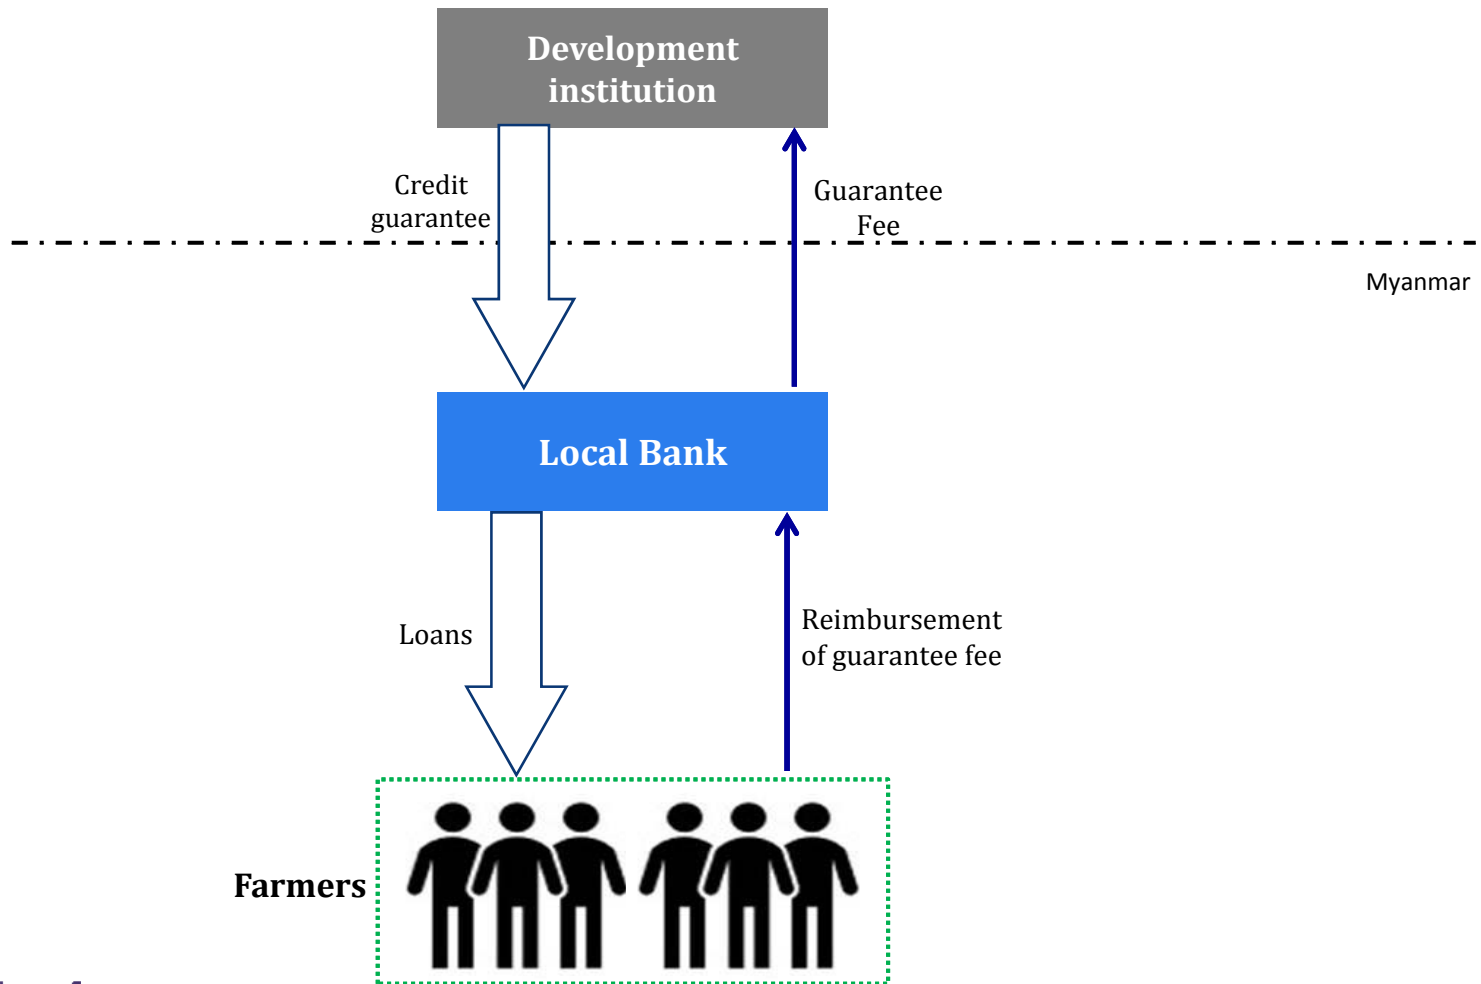 Development
institution
Credit
guarantee
Guarantee
Fee
Myanmar
Local Bank
Loans
Reimbursement
of guarantee fee
Farmers